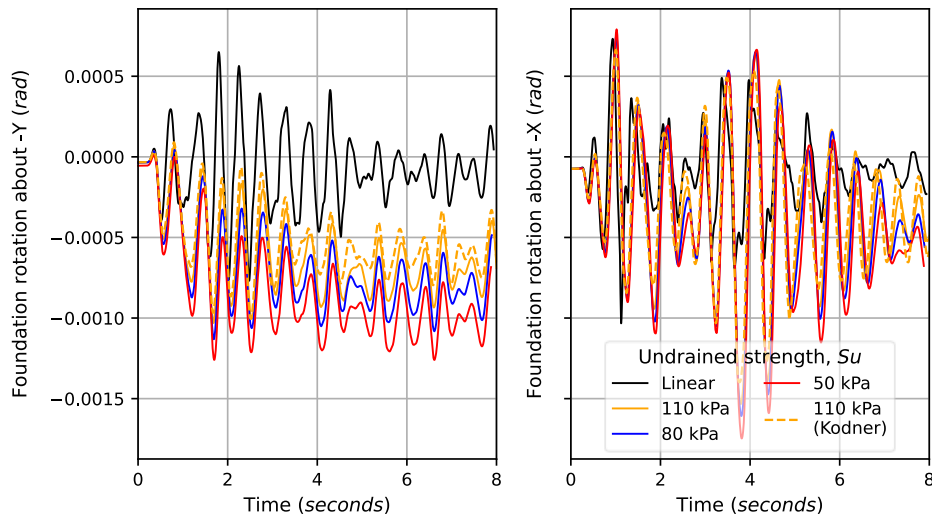 Foundation rotation about -Y (rad)
0.0005
0.0000
−0.0005
−0.0010
−0.0015
0 2 4 6 8
Time (seconds)
Foundation rotation about -X (rad)
0 2 4 6 8
Time (seconds)
Undrained strength, Su
Linear
110 kPa
80 kPa
50 kPa
110 kPa
(Kodner)